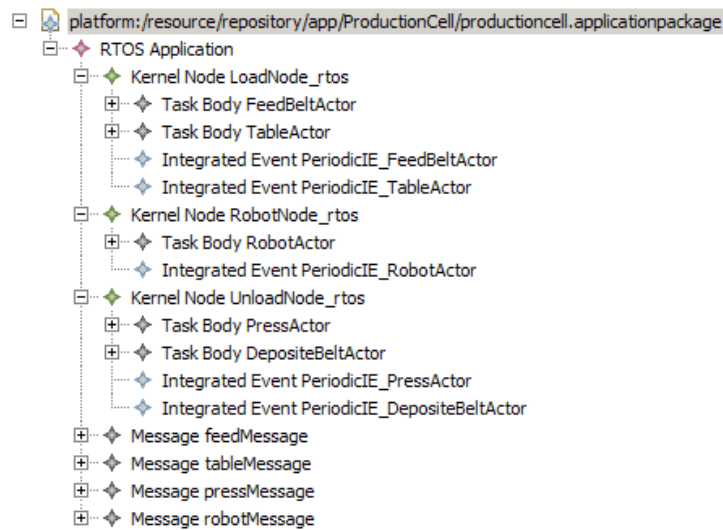 platform:/resource/repository/app/ProductionCell/productioncell.applicationpackage
RTOS Application
Kernel Node LoadNode_rtos
Task Body FeedBeltActor
Task Body TableActor
Integrated Event PeriodicIE_FeedBeltActor
Integrated Event PeriodicIE_TableActor
Kernel Node RobotNode_rtos
Task Body RobotActor
Integrated Event PeriodicIE_RobotActor
Kernel Node UnloadNode_rtos
Task Body PressActor
Task Body DepositeBeltActor
Integrated Event PeriodicIE_PressActor
Integrated Event PeriodicIE_DepositeBeltActor
Message feedMessage
Message tableMessage
Message pressMessage
Message robotMessage